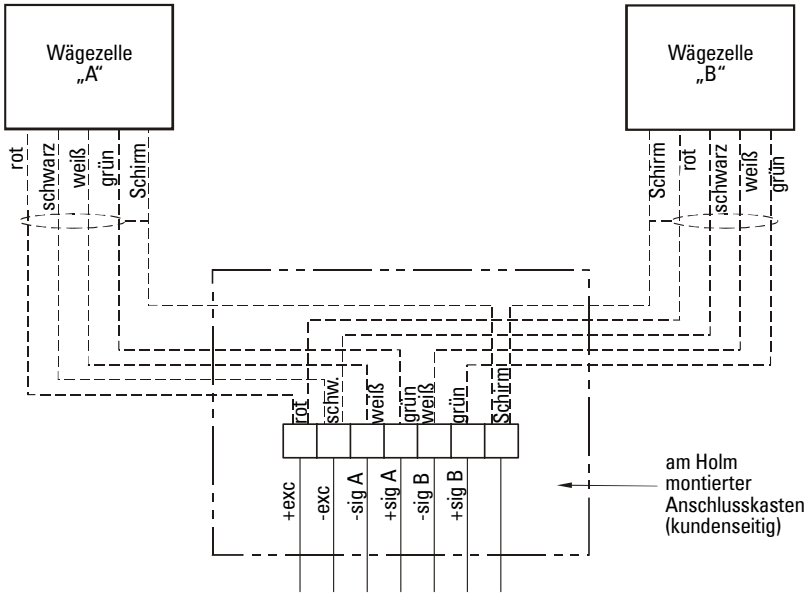 Wägezelle
„A“
Wägezelle
„B“
rot
schwarz
weiß
grün
Schirm
Schirm
rot
schwarz
weiß
grün
rot
schw.
weiß
grün
weiß
grün
Schirm
+exc
-exc
-sig A
+sig A
-sig B
+sig B
am Holm
montierter
Anschlusskasten
(kundenseitig)